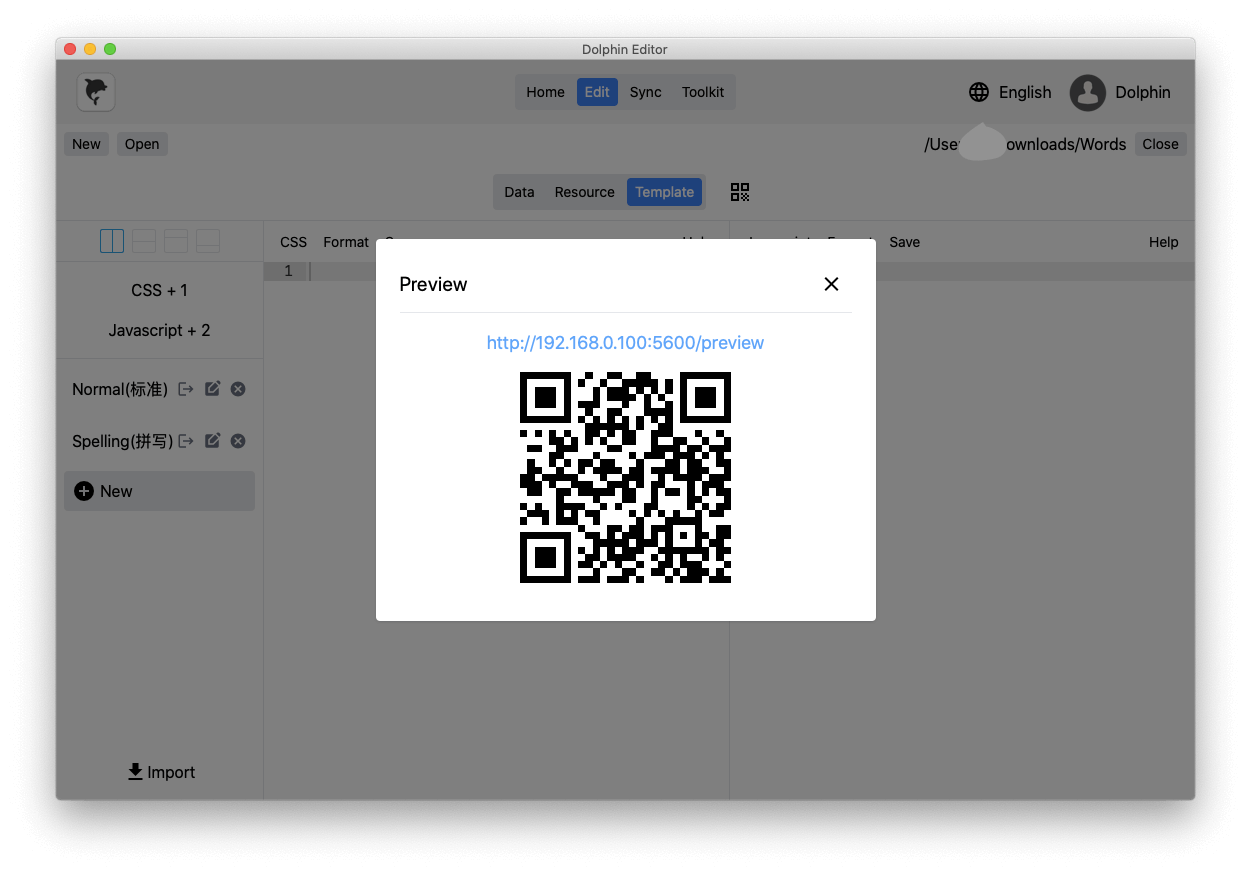 Dolphin Editor
Home Edit Sync Toolkit English Dolphin
New Open /Use ownloads/Words Close
Data Resource Template
CSS Format Save Help
1
CSS + 1
Javascript + 2
Normal(标准)
Spelling(拼写)
New
Import
Preview
http://192.168.0.100:5600/preview